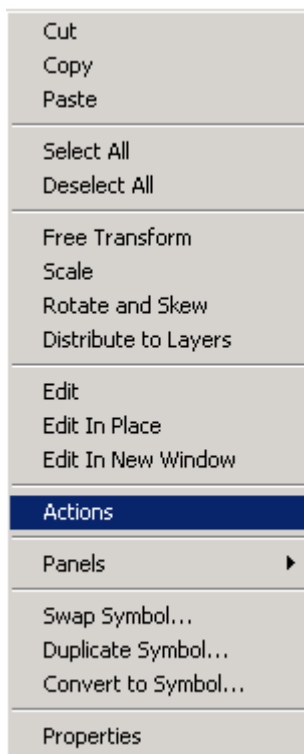 Cut
Copy
Paste
Select All
Deselect All
Free Transform
Scale
Rotate and Skew
Distribute to Layers
Edit
Edit In Place
Edit In New Window
Actions
Panels
Swap Symbol...
Duplicate Symbol...
Convert to Symbol...
Properties